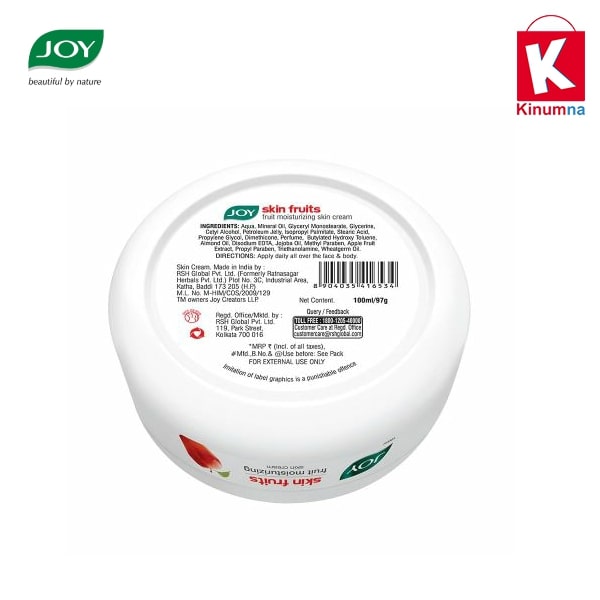 JOY
beautiful by nature
K
Kinumna
JOY skin fruits
fruit moisturizing skin cream
INGREDIENTS: Aqua, Mineral Oil, Glyceryl Monostearate, Glycerine,
Cetyl Alcohol, Petroleum Jelly, Isopropyl Palmitate, Stearic Acid,
Propylene Glycol, Dimethicone, Perfume, Butylated Hydroxy Toluene,
Almond Oil, Disodium EDTA, Jojoba Oil, Methyl Paraben, Apple Fruit
Extract, Propyl Paraben, Triethanolamine, Wheatgerm Oil.
DIRECTIONS: Apply daily all over the face & body.
Skin Cream, Made in India by :
RSH Global Pvt. Ltd. (Formerly Ratnasagar
Herbals Pvt. Ltd.) Plot No. 3C, Industrial Area,
Katha, Baddi 173 205 (H.P.)
M.L. No. M-HIM/COS/2009/129
TM owners Joy Creators LLP.
8904035416534
Net Content. 100ml/97g
Regd. Office/Mktd. by :
RSH Global Pvt. Ltd.
119, Park Street,
Kolkata 700 016
Query / Feedback
Customer Care at Regd. Office
customercare@rshglobal.com
*MRP ₹ (Incl. of all taxes),
#Mfd.,B.No.& @Use before: See Pack
FOR EXTERNAL USE ONLY
Imitation of label graphics is a punishable offence
JOY
skin fruits
fruit moisturizing
skin cream